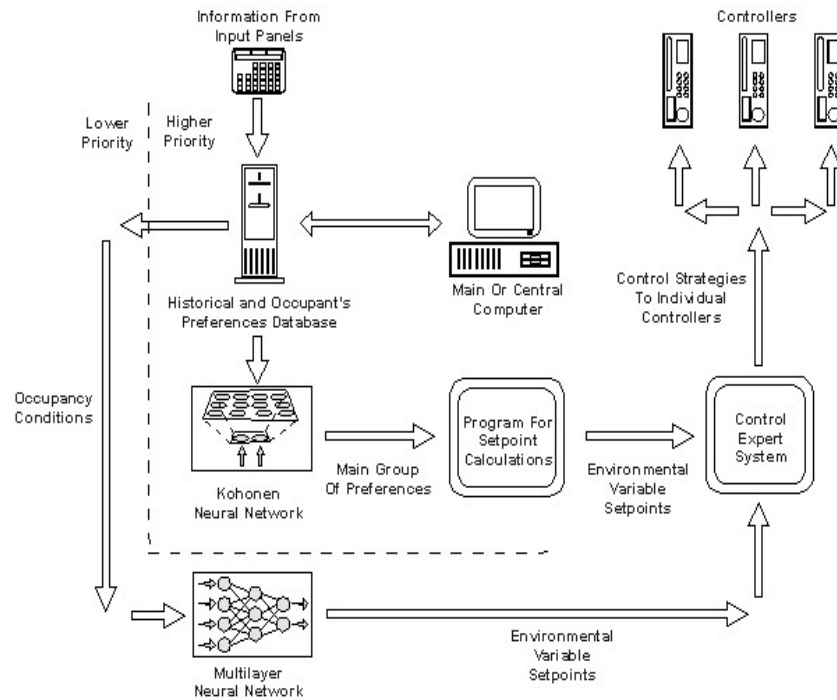 Information From
Input Panels
Controllers
Lower
Priority
Higher
Priority
Historical and Occupant's
Preferences Database
Main Or Central
Computer
Control Strategies
To Individual
Controllers
Occupancy
Conditions
Kohonen
Neural Network
Main Group
Of Preferences
Program For
Setpoint
Calculations
Environmental
Variable
Setpoints
Control
Expert
System
Multilayer
Neural Network
Environmental
Variable
Setpoints